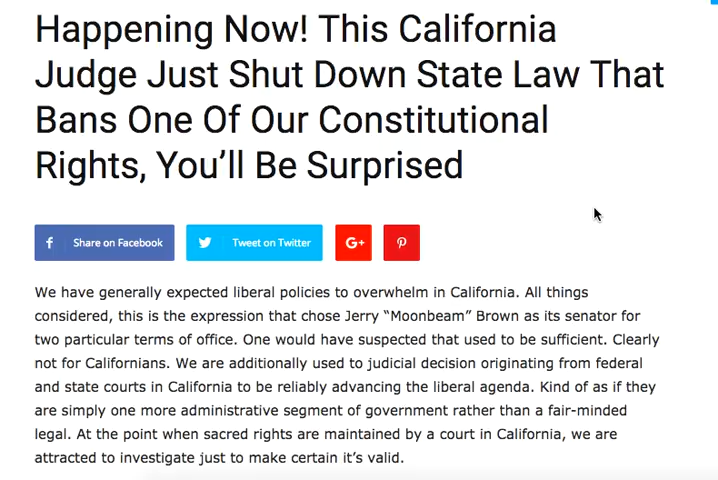 Happening Now! This California
Judge Just Shut Down State Law That
Bans One Of Our Constitutional
Rights, You'll Be Surprised
f Share on Facebook Tweet on Twitter G+
We have generally expected liberal policies to overwhelm in California. All things
considered, this is the expression that chose Jerry “Moonbeam” Brown as its senator for
two particular terms of office. One would have suspected that used to be sufficient. Clearly
not for Californians. We are additionally used to judicial decision originating from federal
and state courts in California to be reliably advancing the liberal agenda. Kind of as if they
are simply one more administrative segment of government rather than a fair-minded
legal. At the point when sacred rights are maintained by a court in California, we are
attracted to investigate just to make certain it’s valid.